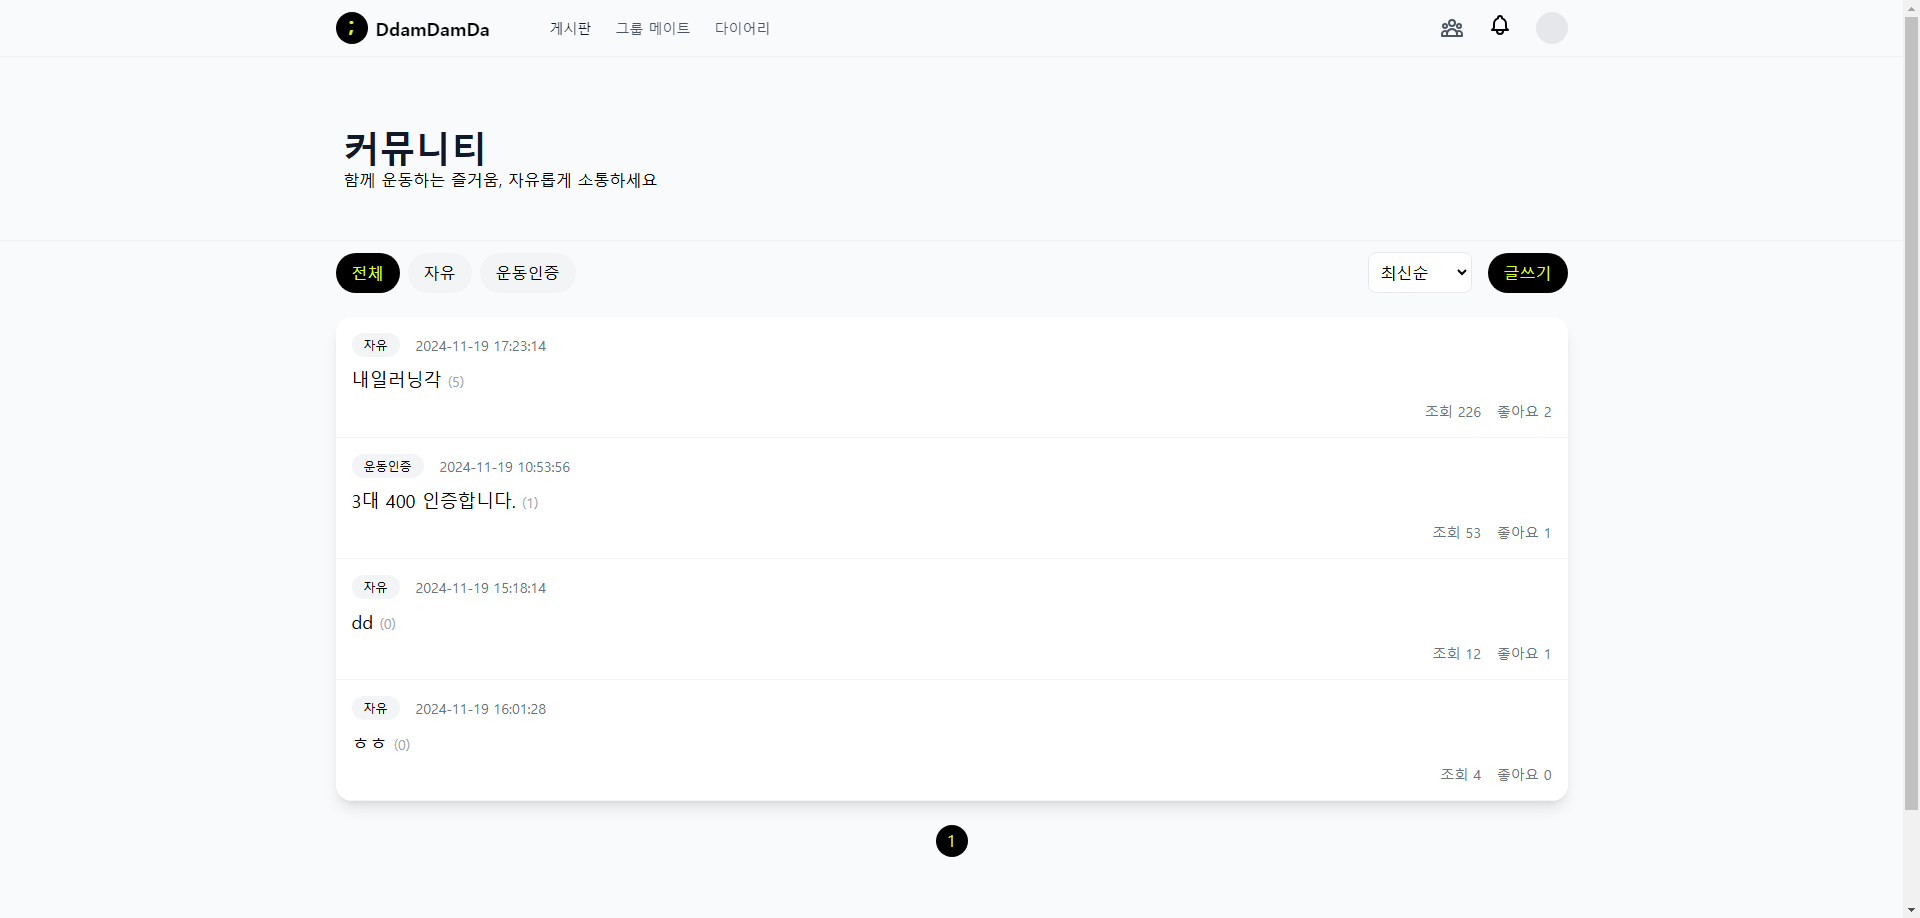 ; DdamDamDa 게시판 그룹 메이트 다이어리
커뮤니티
함께 운동하는 즐거움, 자유롭게 소통하세요
전체 자유 운동인증 최신순 글쓰기
자유 2024-11-19 17:23:14
내일러닝각 (5)
조회 226 좋아요 2
운동인증 2024-11-19 10:53:56
3대 400 인증합니다. (1)
조회 53 좋아요 1
자유 2024-11-19 15:18:14
dd (0)
조회 12 좋아요 1
자유 2024-11-19 16:01:28
ㅎㅎ (0)
조회 4 좋아요 0
1